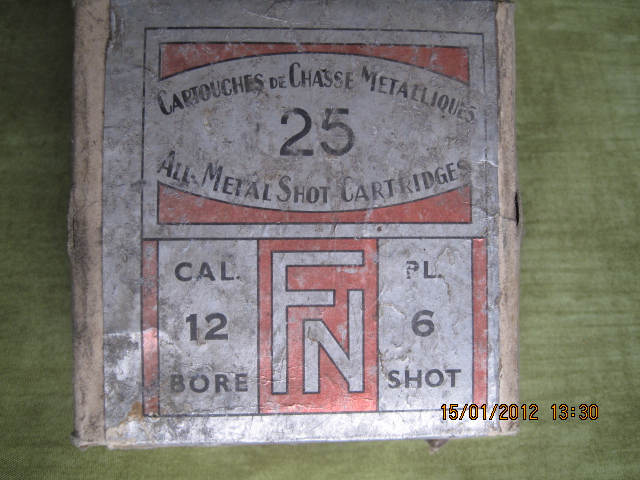 CARTOUCHES DE CHASSE METALLIQUES
25
ALL-METAL SHOT CARTRIDGES
CAL.
12
BORE
FN
PL.
6
SHOT
15/01/2012 13:30